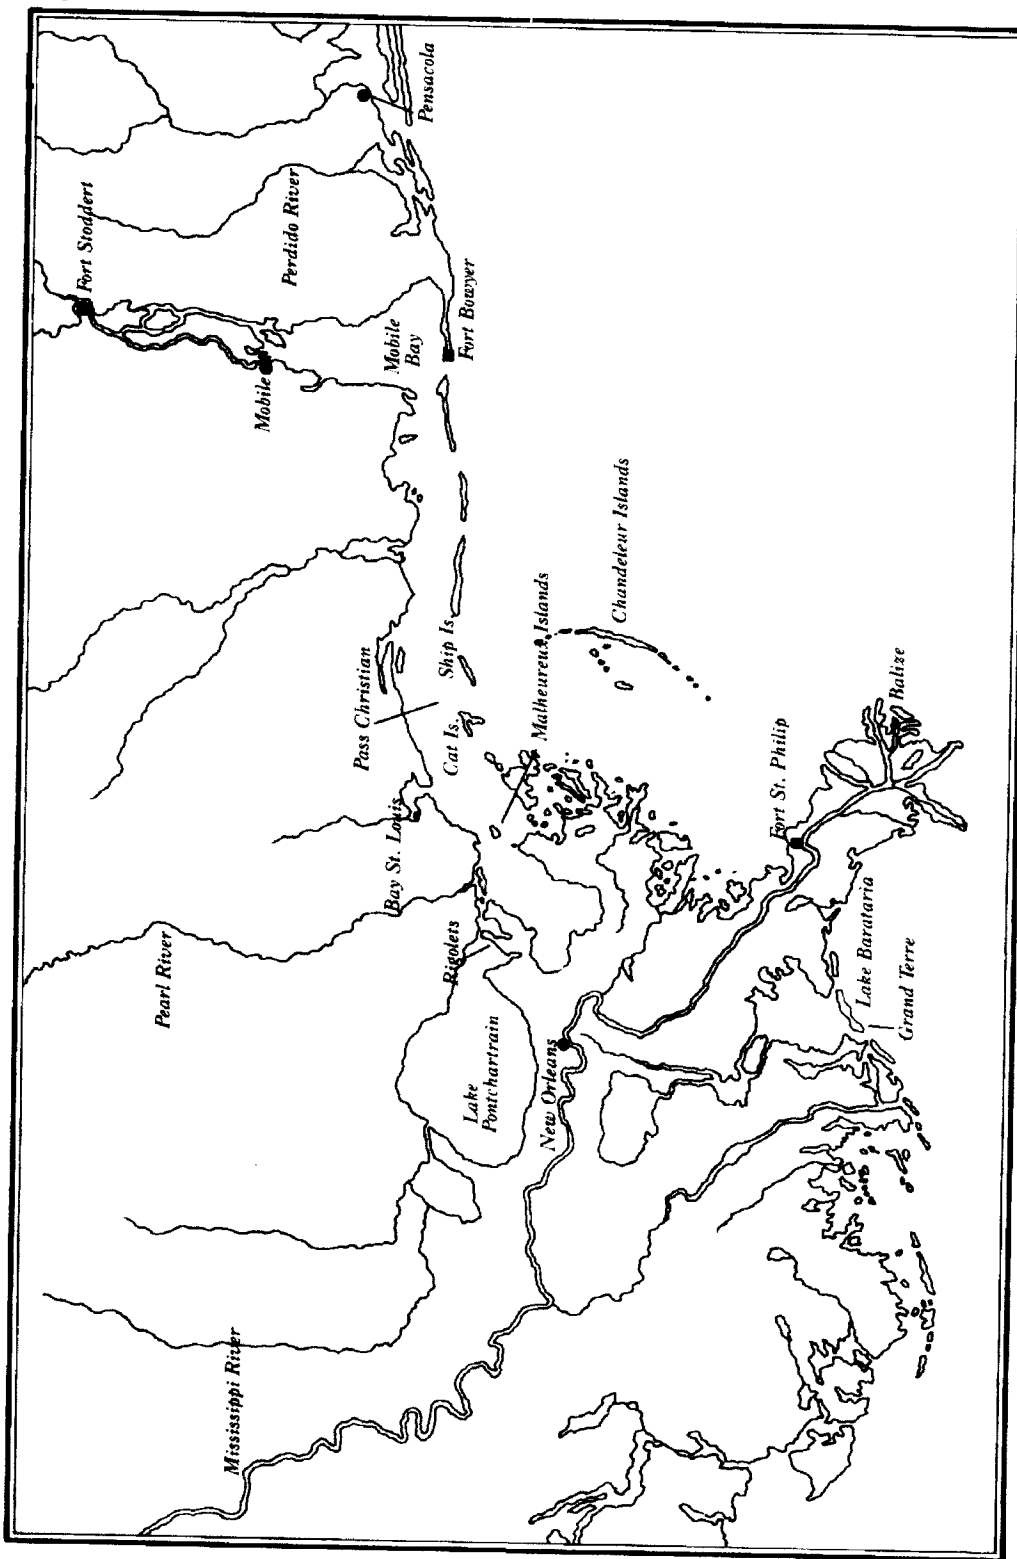 Mississippi River
Pearl River
Fort Stoddert
Perdido River
Mobile
Pensacola
Mobile
Bay
Fort Bowyer
Pass Christian
Ship Is.
Cat Is.
Bay St. Louis
Rigolets
Lake
Pontchartrain
New Orleans
Malheureux Islands
Chandeleur Islands
Fort St. Philip
Balize
Lake Barataria
Grand Terre